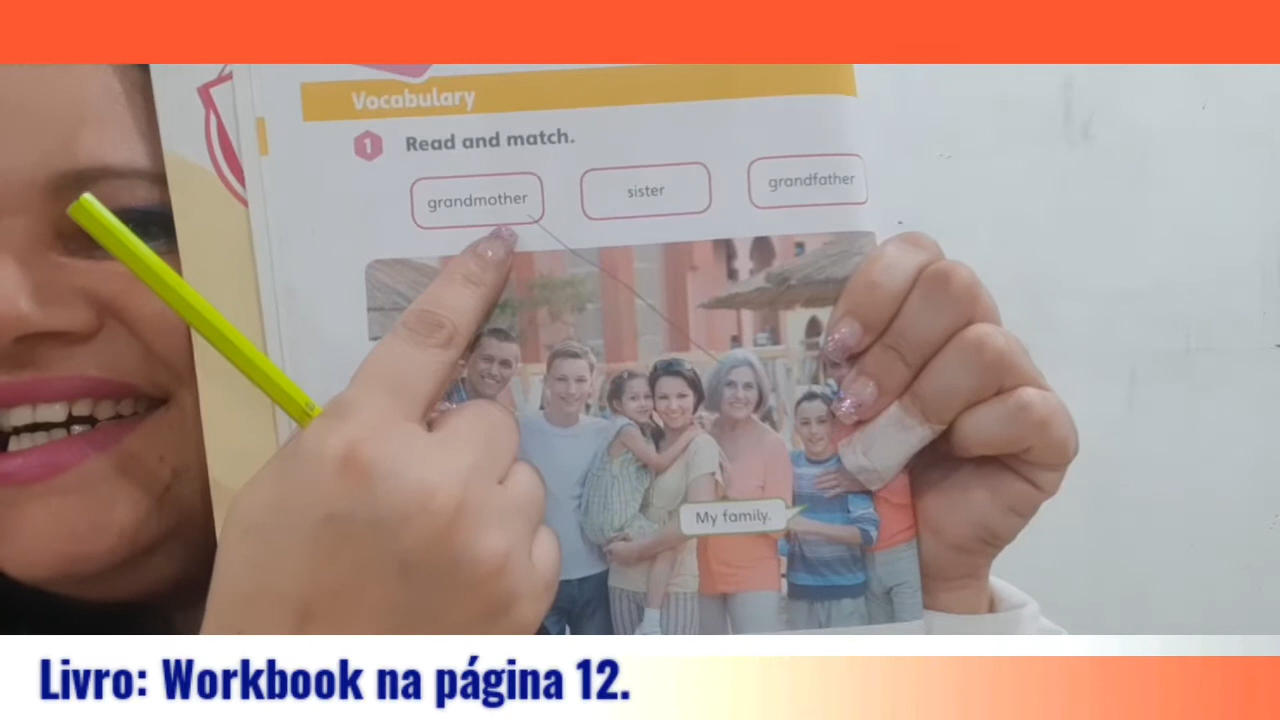 Vocabulary
1 Read and match.
grandmother sister grandfather
My family.
Livro: Workbook na página 12.